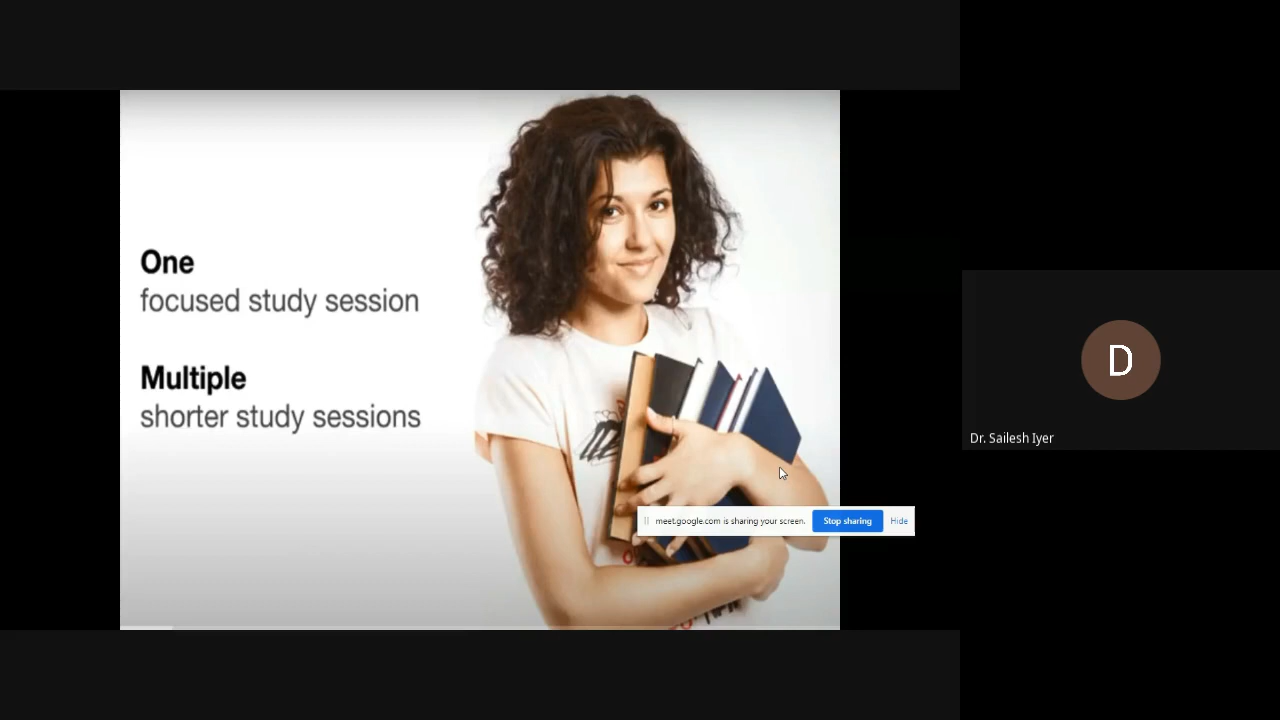 One
focused study session
Multiple
shorter study sessions
meet.google.com is sharing your screen.
Stop sharing
Hide
D
Dr. Sailesh Iyer